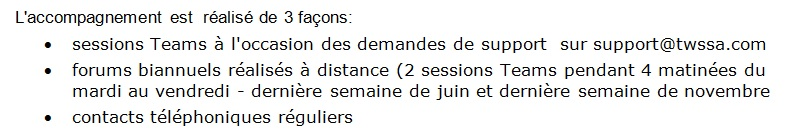 L'accompagnement est réalisé de 3 façons:
• sessions Teams à l'occasion des demandes de support sur support@twssa.com
• forums biannuels réalisés à distance (2 sessions Teams pendant 4 matinées du
mardi au vendredi - dernière semaine de juin et dernière semaine de novembre
• contacts téléphoniques réguliers